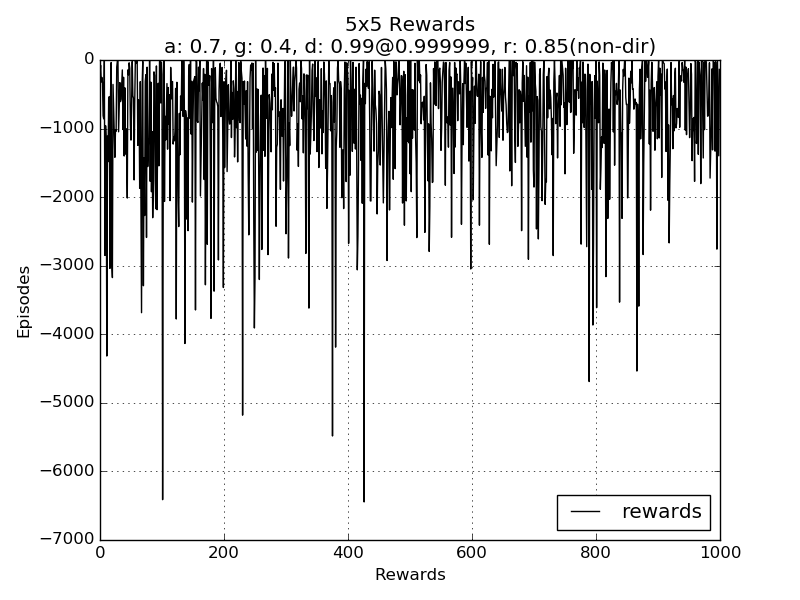 5x5 Rewards
a: 0.7, g: 0.4, d: 0.99@0.999999, r: 0.85(non-dir)
0
−1000
−2000
−3000
−4000
−5000
−6000
−7000
Episodes
rewards
0 200 400 600 800 1000
Rewards